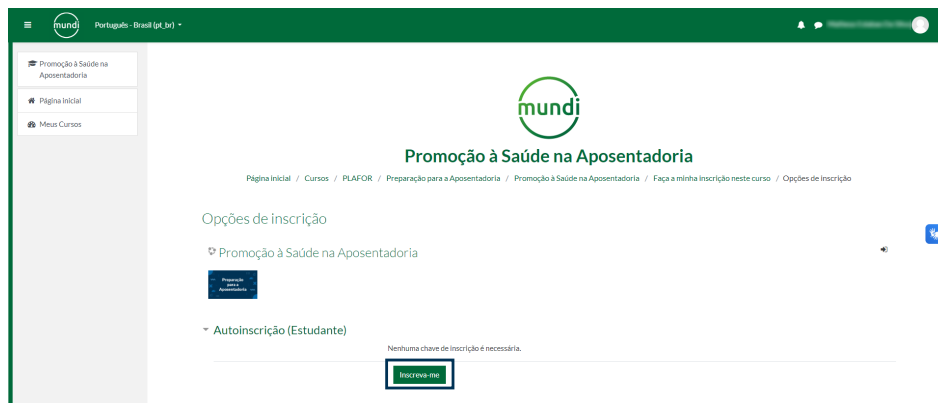 mundi
Português - Brasil (pt_br)
Promoção à Saúde na
Aposentadoria
Página inicial
Meus Cursos
mundi
Promoção à Saúde na Aposentadoria
Página inicial / Cursos / PLAFOR / Preparação para a Aposentadoria / Promoção à Saúde na Aposentadoria / Faça a minha inscrição neste curso / Opções de inscrição
Opções de inscrição
Promoção à Saúde na Aposentadoria
Preparação
para a
Aposentadoria
Autoinscrição (Estudante)
Nenhuma chave de inscrição é necessária.
Inscreva-me